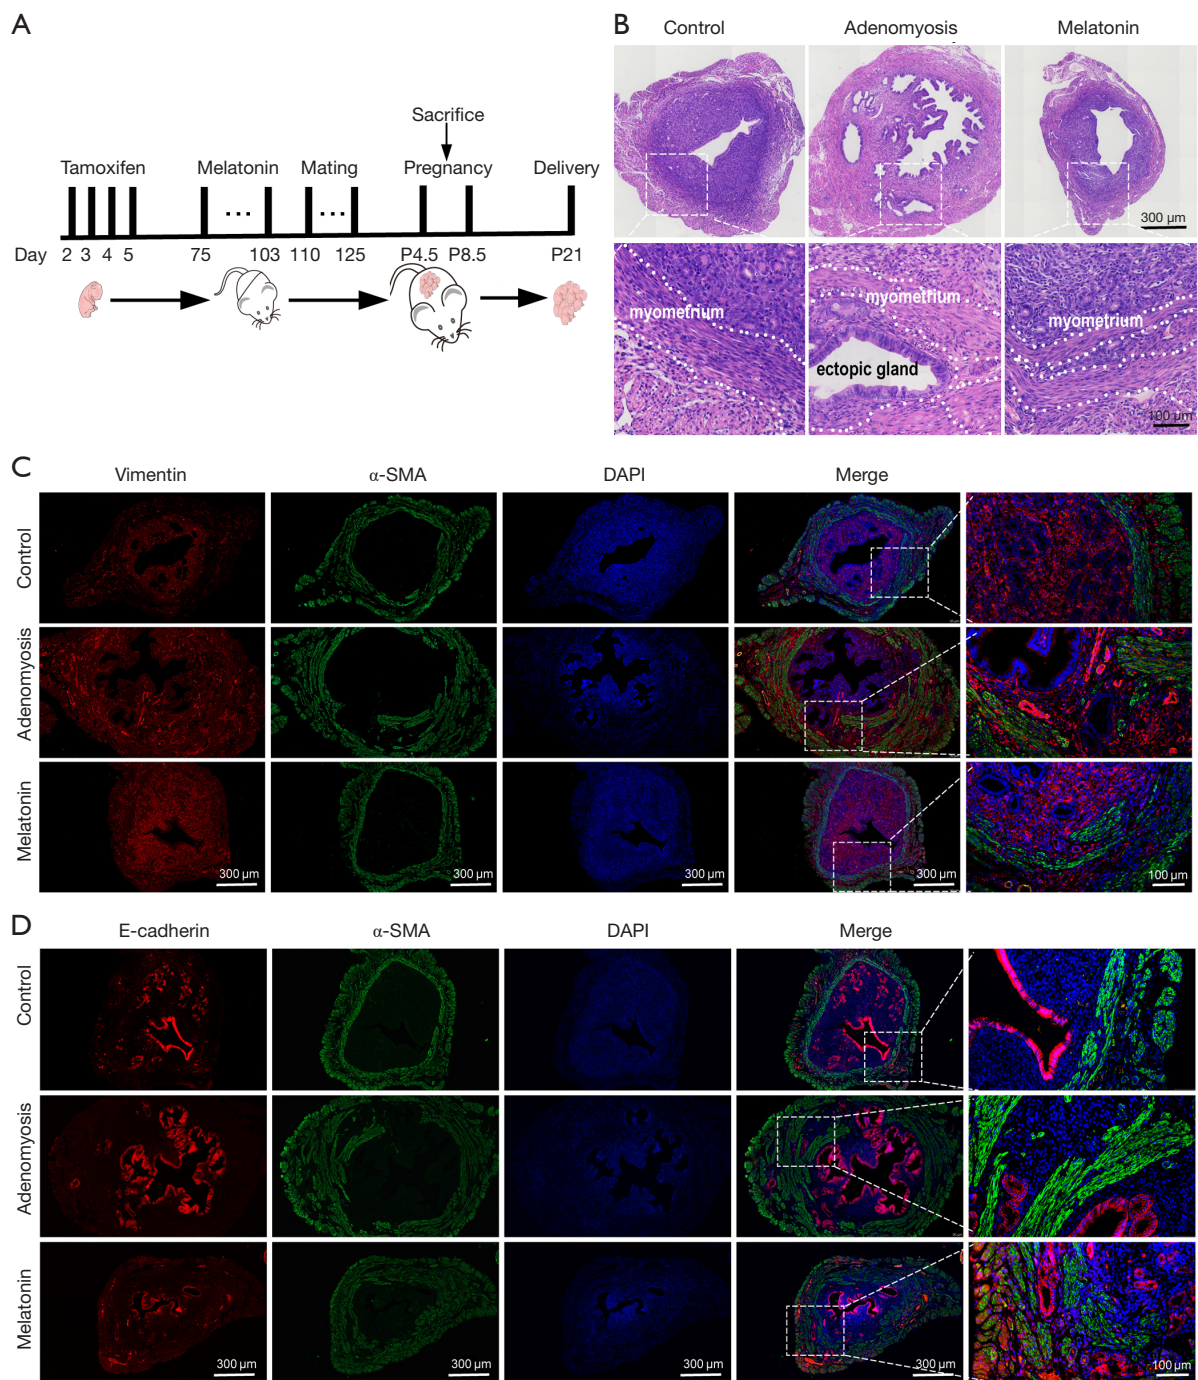 A
Sacrifice
Tamoxifen Melatonin Mating Pregnancy Delivery
... ...
Day 2 3 4 5 75 103 110 125 P4.5 P8.5 P21
B
Control Adenomyosis Melatonin
300 μm
myometrium myometrium myometrium
ectopic gland
100 μm
C
Vimentin α-SMA DAPI Merge
Control
Adenomyosis
Melatonin
300 μm 300 μm 300 μm 300 μm 100 μm
D
E-cadherin α-SMA DAPI Merge
Control
Adenomyosis
Melatonin
300 μm 300 μm 300 μm 300 μm 100 μm